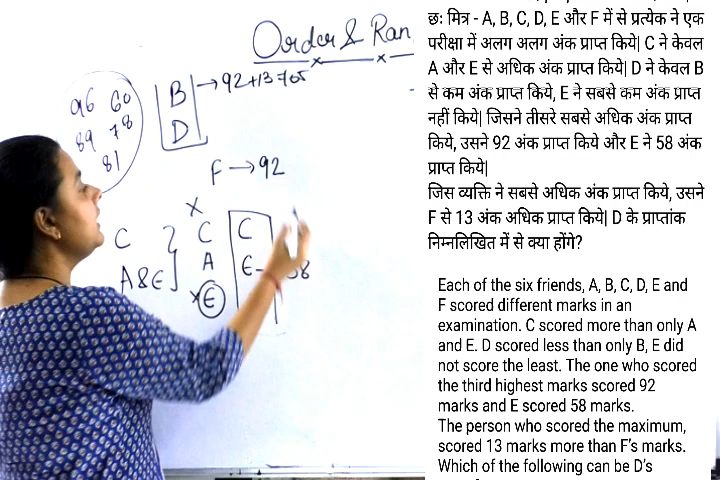 Order & Ran
96 60
89 78
81
B → 92+13 → 105
D
F → 92
C
A & E
×
C
A
× E
C
E - 58
छः मित्र - A, B, C, D, E और F में से प्रत्येक ने एक
परीक्षा में अलग अलग अंक प्राप्त किये| C ने केवल
A और E से अधिक अंक प्राप्त किये| D ने केवल B
से कम अंक प्राप्त किये, E ने सबसे कम अंक प्राप्त
नहीं किये| जिसने तीसरे सबसे अधिक अंक प्राप्त
किये, उसने 92 अंक प्राप्त किये और E ने 58 अंक
प्राप्त किये|
जिस व्यक्ति ने सबसे अधिक अंक प्राप्त किये, उसने
F से 13 अंक अधिक प्राप्त किये| D के प्राप्तांक
निम्नलिखित में से क्या होंगे?
Each of the six friends, A, B, C, D, E and
F scored different marks in an
examination. C scored more than only A
and E. D scored less than only B, E did
not score the least. The one who scored
the third highest marks scored 92
marks and E scored 58 marks.
The person who scored the maximum,
scored 13 marks more than F's marks.
Which of the following can be D's